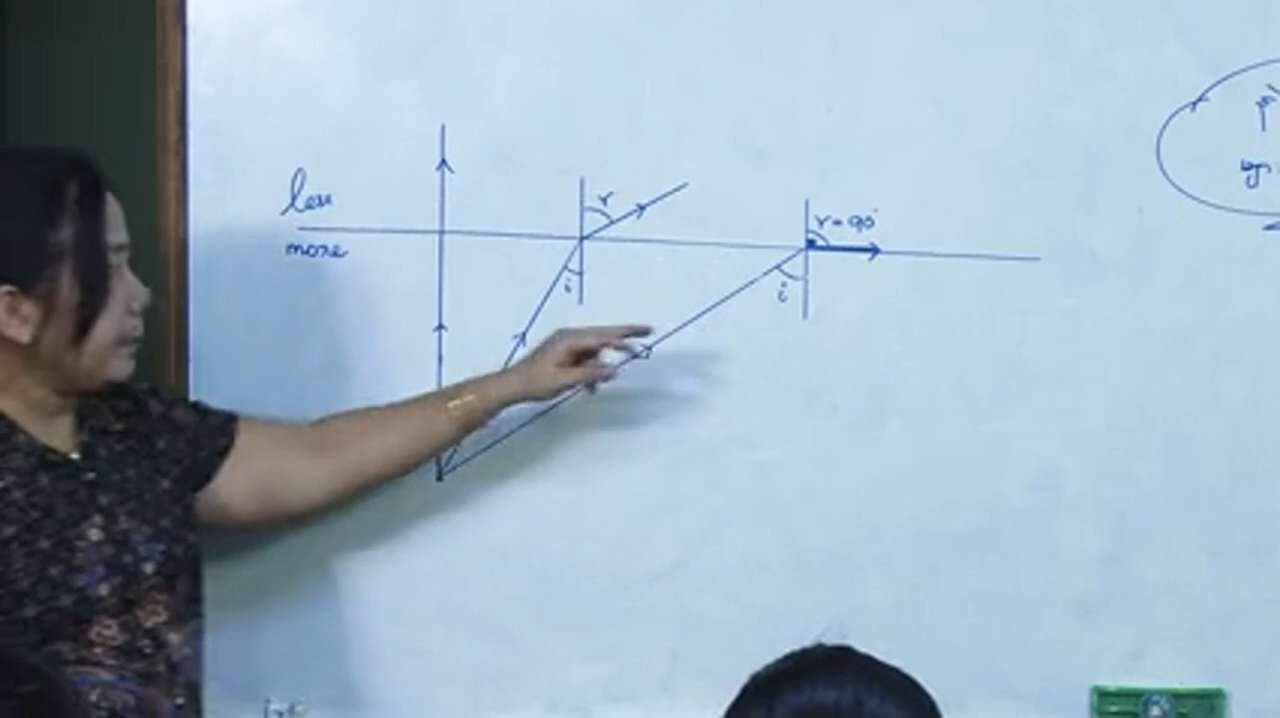 less
more
r
i
r = 90°
i